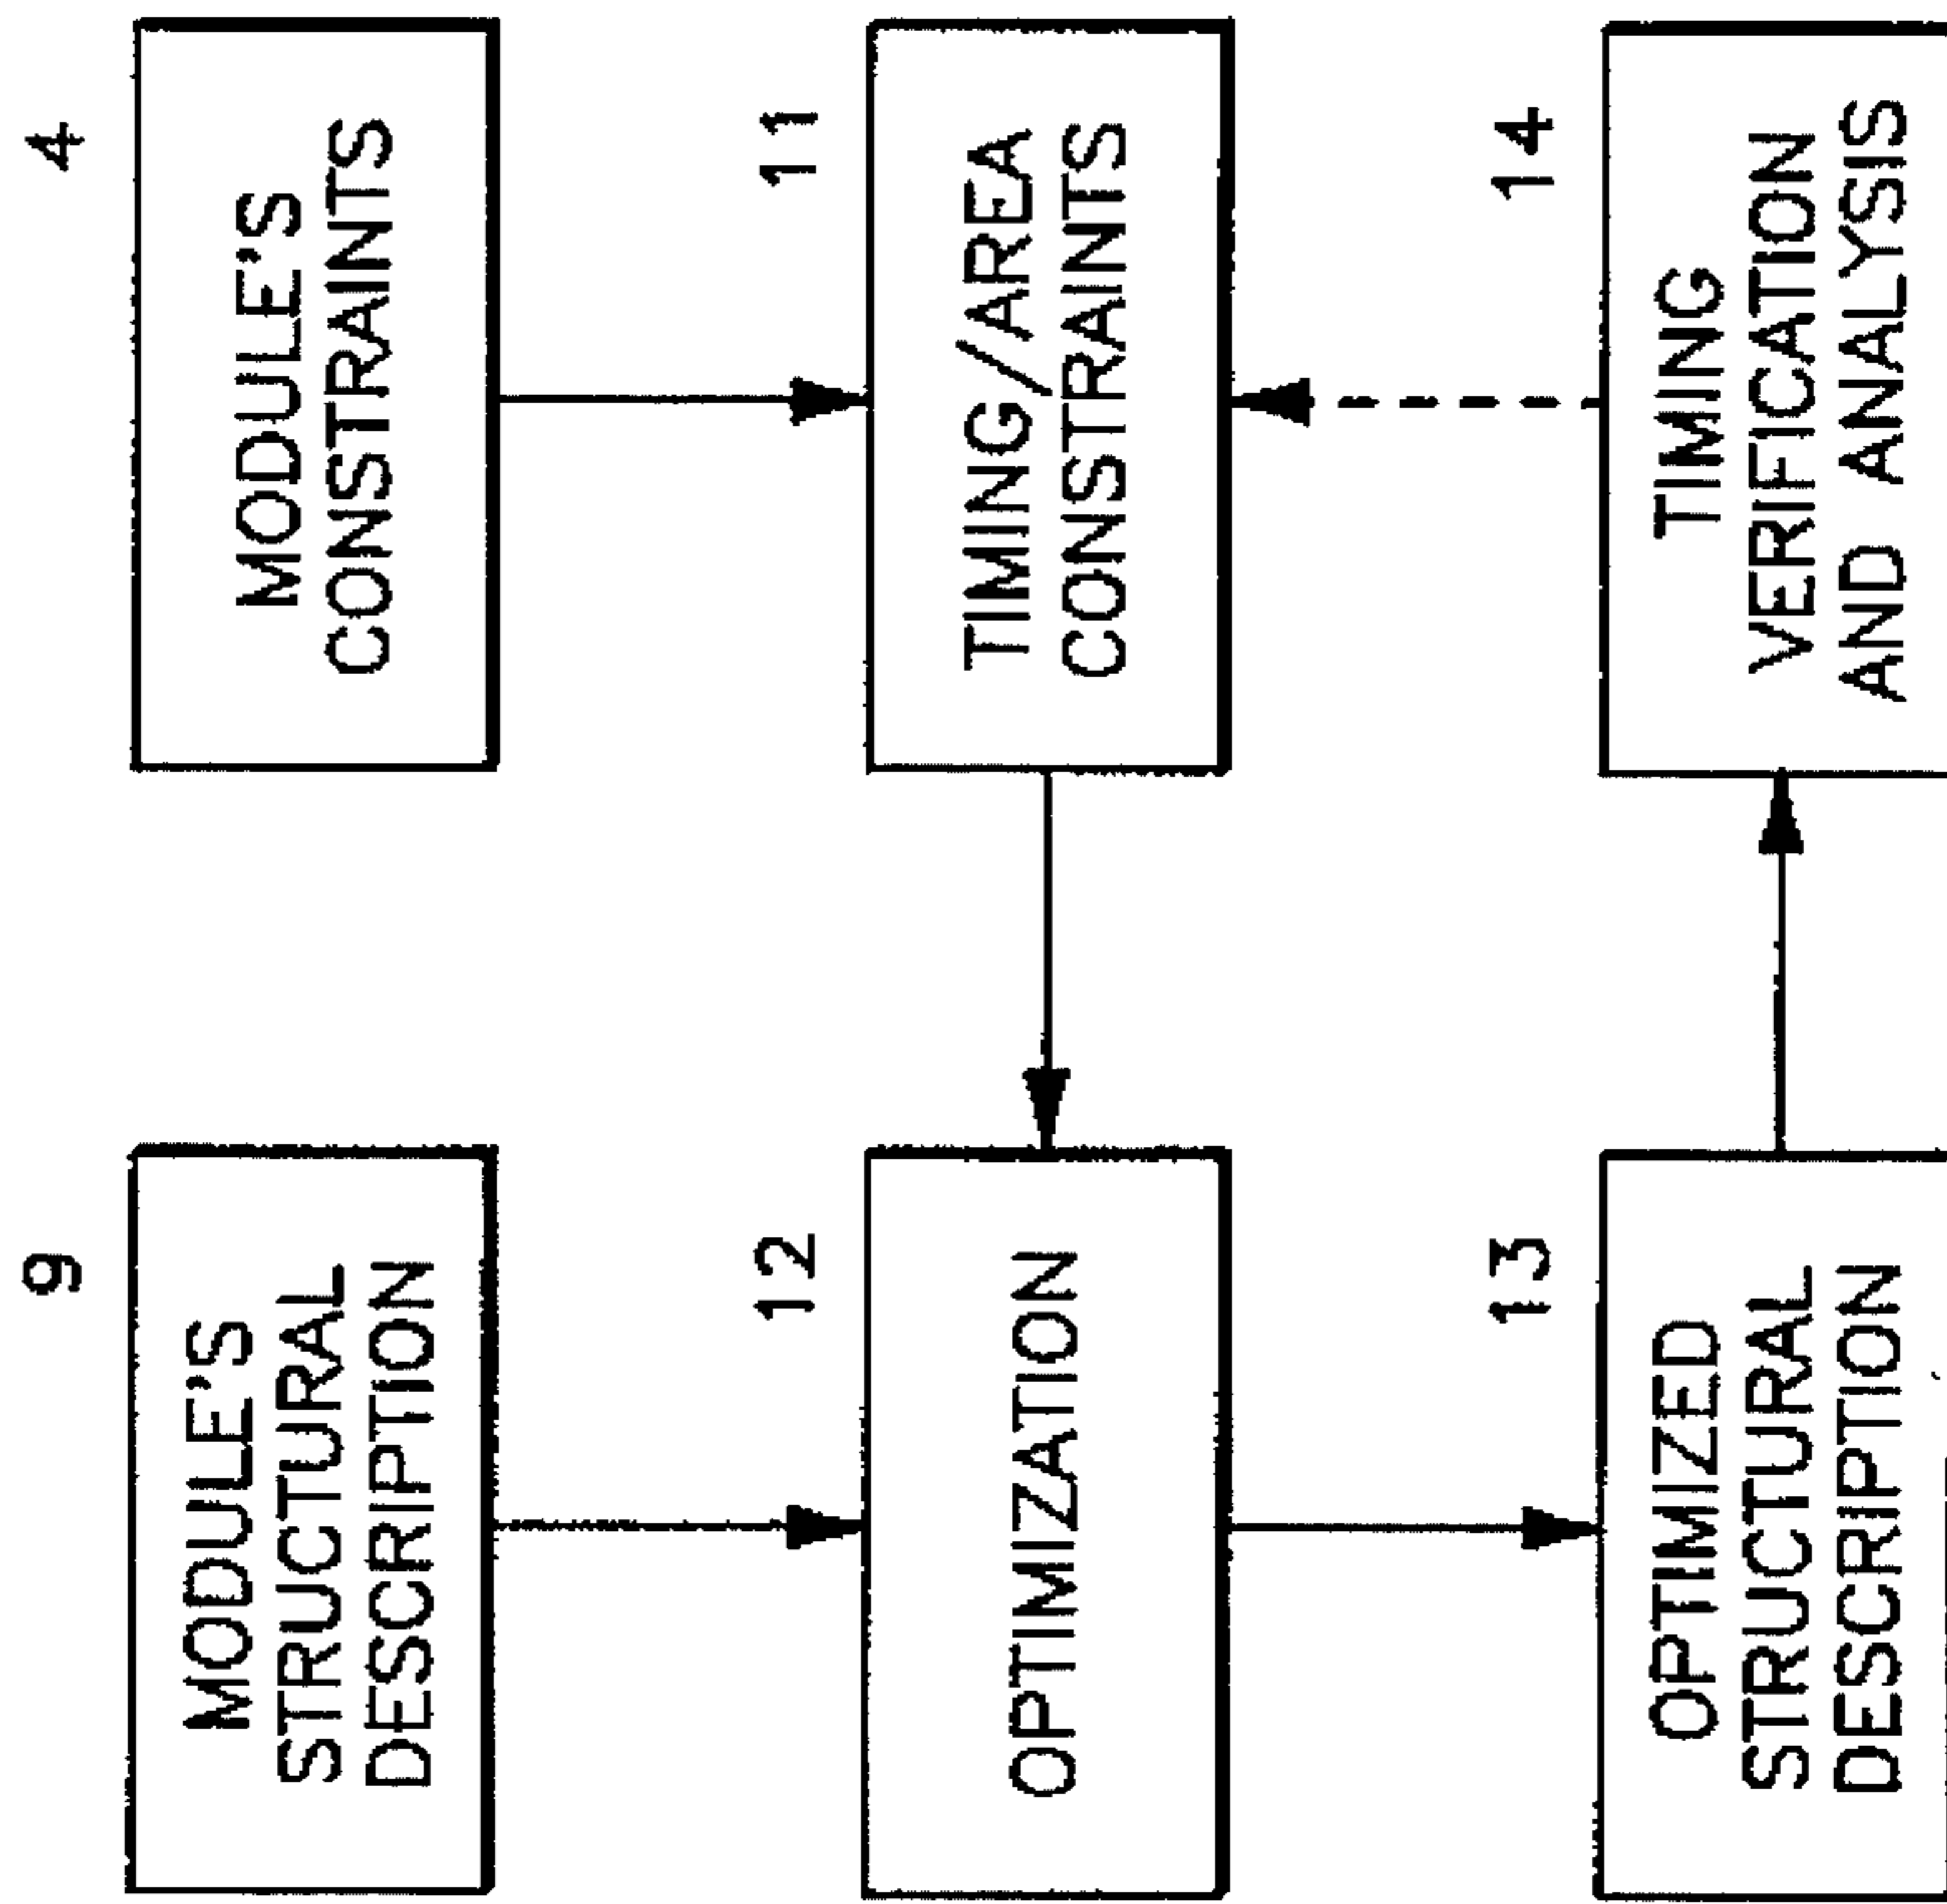 9
MODULE'S
STRUCTURAL
DESCRIPTION
4
MODULE'S
CONSTRAINTS
12
OPTIMIZATION
11
TIMING/AREA
CONSTRAINTS
13
OPTIMIZED
STRUCTURAL
DESCRIPTION
14
TIMING
VERIFICATION
AND ANALYSIS